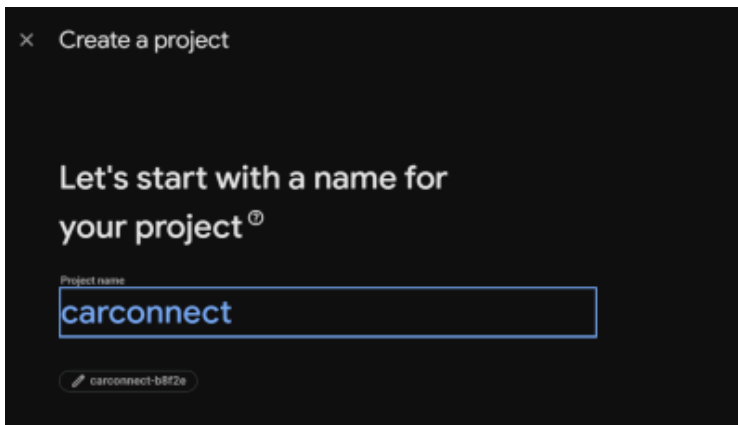 Create a project
Let's start with a name for
your project
Project name
carconnect
carconnect-b8f2e